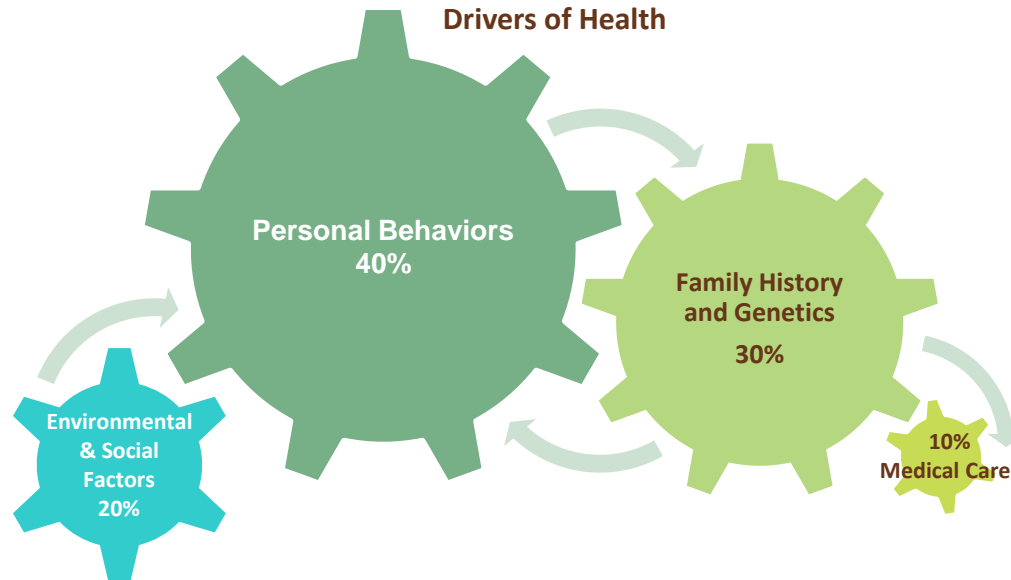 Drivers of Health
Personal Behaviors
40%
Family History
and Genetics
30%
Environmental
& Social
Factors
20%
10%
Medical Care